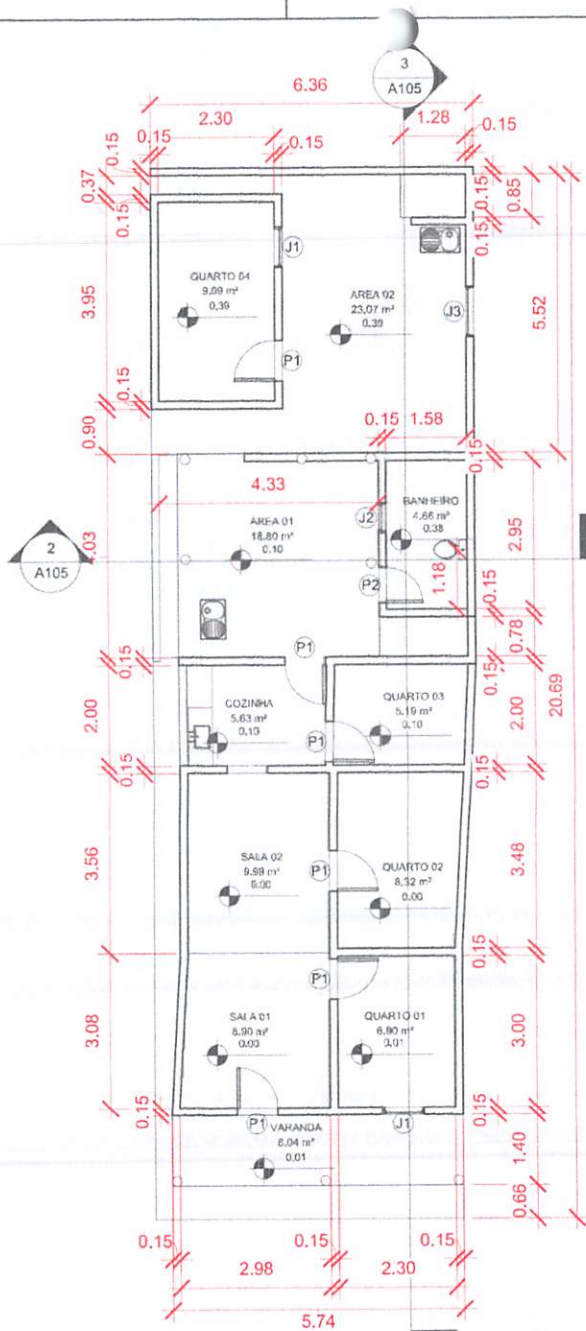 3
A105
6.36
2.30
1.28
0.15
0.15
0.15
0.15
0.37
0.15
0.15
0.85
0.15
J1
QUARTO 04
9.09 m²
0.39
AREA 02
23.07 m²
0.39
J3
3.95
5.52
P1
0.15
0.90
0.15
1.58
0.15
4.33
BANHEIRO
4.66 m²
0.38
AREA 01
18.80 m²
0.10
J2
2
A105
2.95
P2
1.18
0.15
0.78
P1
0.15
0.15
COZINHA
5.63 m²
0.10
QUARTO 03
5.19 m²
0.10
2.00
2.00
20.69
P1
0.15
0.15
SALA 02
9.99 m²
0.00
P1
QUARTO 02
8.32 m²
0.00
3.56
3.48
0.15
P1
SALA 01
8.90 m²
0.00
QUARTO 01
6.90 m²
0.01
3.08
3.00
0.15
0.15
P1
VARANDA
8.04 m²
0.01
J1
1.40
0.66
0.15
0.15
0.15
2.98
2.30
5.74